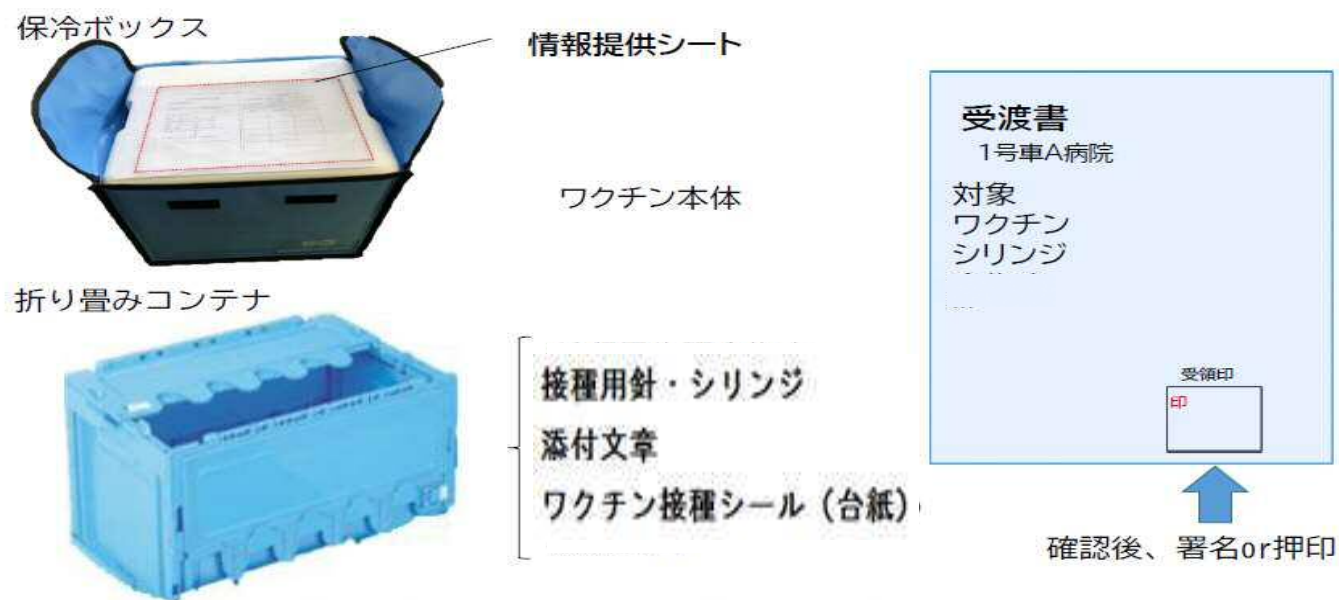 保冷ボックス
情報提供シート
ワクチン本体
折り畳みコンテナ
接種用針・シリンジ
添付文章
ワクチン接種シール（台紙）
受渡書
1号車A病院
対象
ワクチン
シリンジ
...
受領印
印
確認後、署名or押印